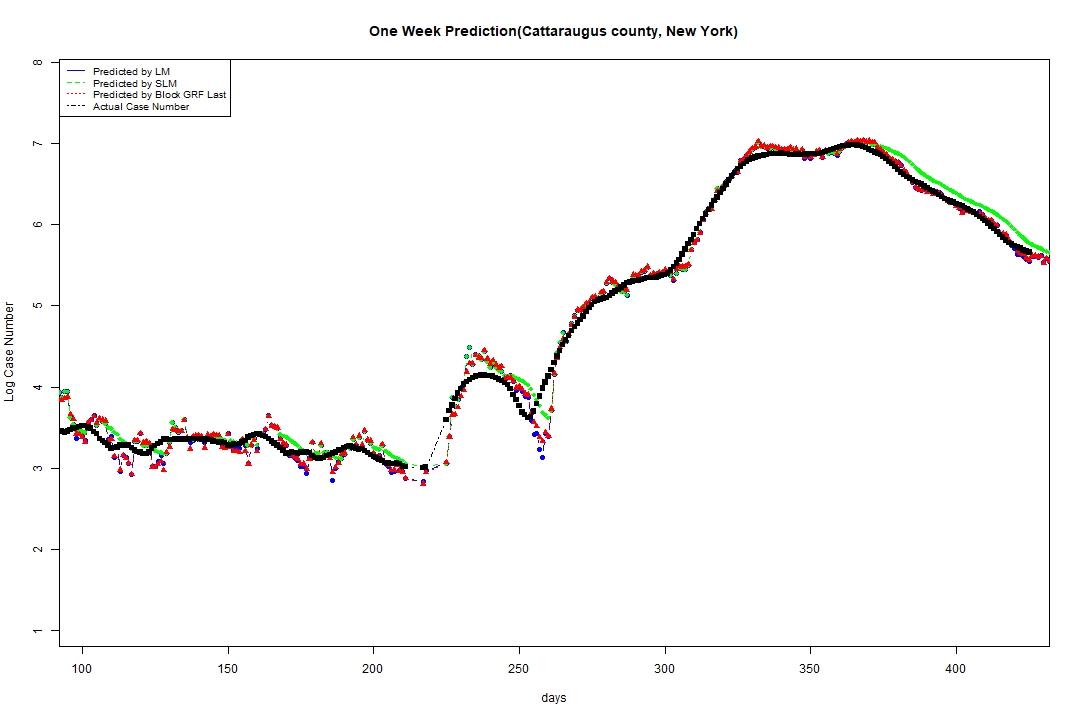 One Week Prediction(Cattaraugus county, New York)
Predicted by LM
Predicted by SLM
Predicted by Block GRF Last
Actual Case Number
8
7
6
5
4
3
2
1
Log Case Number
100 150 200 250 300 350 400
days